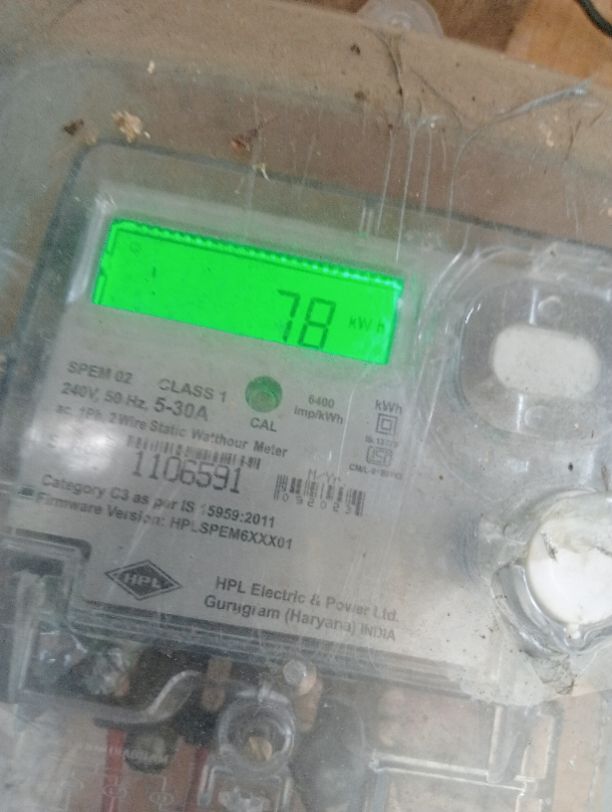 78 kWh
SPEM 02 CLASS 1
240V, 50 Hz, 5-30A
CAL
6400
imp/kWh
kWh
ac, 1Ph, 2 Wire Static Watthour Meter
1106591
M/Yr.
092023
Category C3 as per IS 15959:2011
Firmware Version: HPLSPEM6XXX01
HPL
HPL Electric & Power Ltd.
Gurugram (Haryana) INDIA